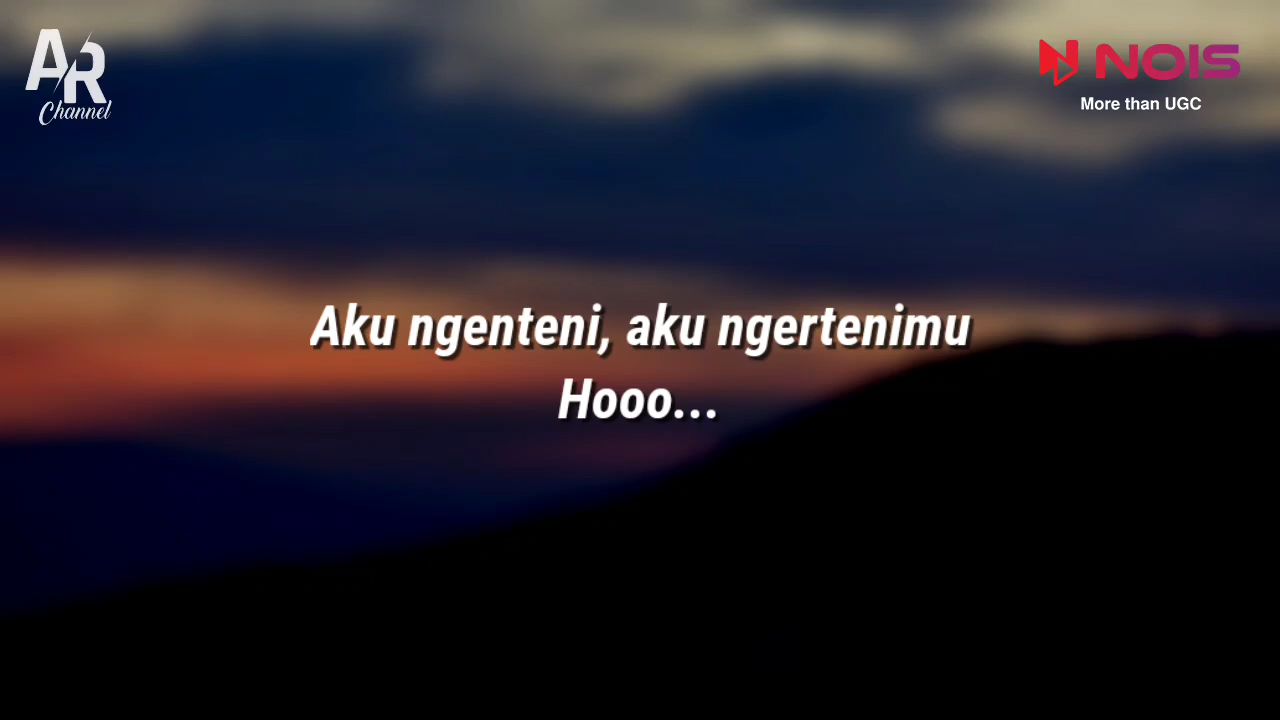 AR
Channel
NOIS
More than UGC
Aku ngenteni, aku ngertenimu
Hooo...